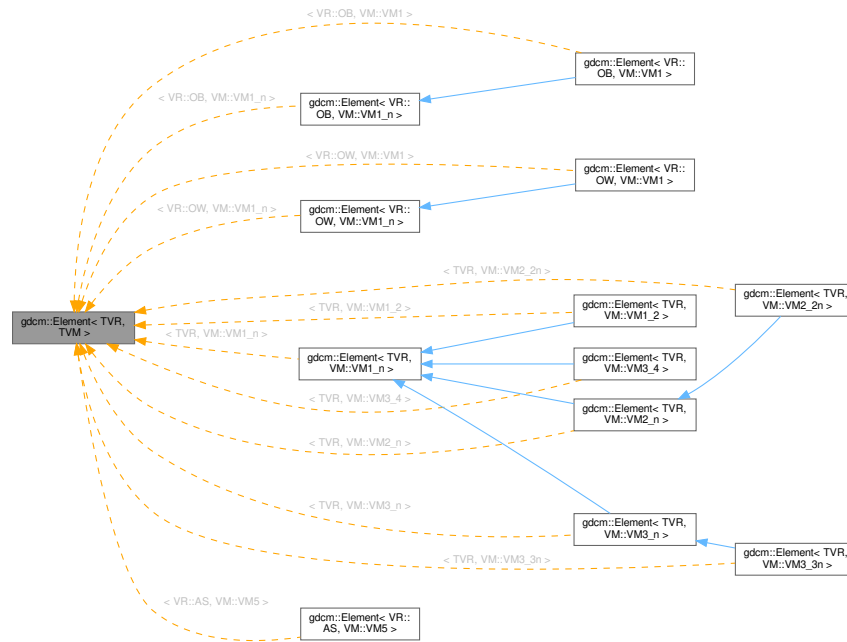 < VR::OB, VM::VM1 >
gdcm::Element< VR::
OB, VM::VM1 >
< VR::OB, VM::VM1_n >
gdcm::Element< VR::
OB, VM::VM1_n >
< VR::OW, VM::VM1 >
gdcm::Element< VR::
OW, VM::VM1 >
< VR::OW, VM::VM1_n >
gdcm::Element< VR::
OW, VM::VM1_n >
< TVR, VM::VM2_2n >
gdcm::Element< TVR,
VM::VM2_2n >
< TVR, VM::VM1_2 >
gdcm::Element< TVR,
VM::VM1_2 >
gdcm::Element< TVR,
TVM >
< TVR, VM::VM1_n >
gdcm::Element< TVR,
VM::VM1_n >
gdcm::Element< TVR,
VM::VM3_4 >
< TVR, VM::VM3_4 >
gdcm::Element< TVR,
VM::VM2_n >
< TVR, VM::VM2_n >
< TVR, VM::VM3_n >
gdcm::Element< TVR,
VM::VM3_n >
< TVR, VM::VM3_3n >
gdcm::Element< TVR,
VM::VM3_3n >
< VR::AS, VM::VM5 >
gdcm::Element< VR::
AS, VM::VM5 >